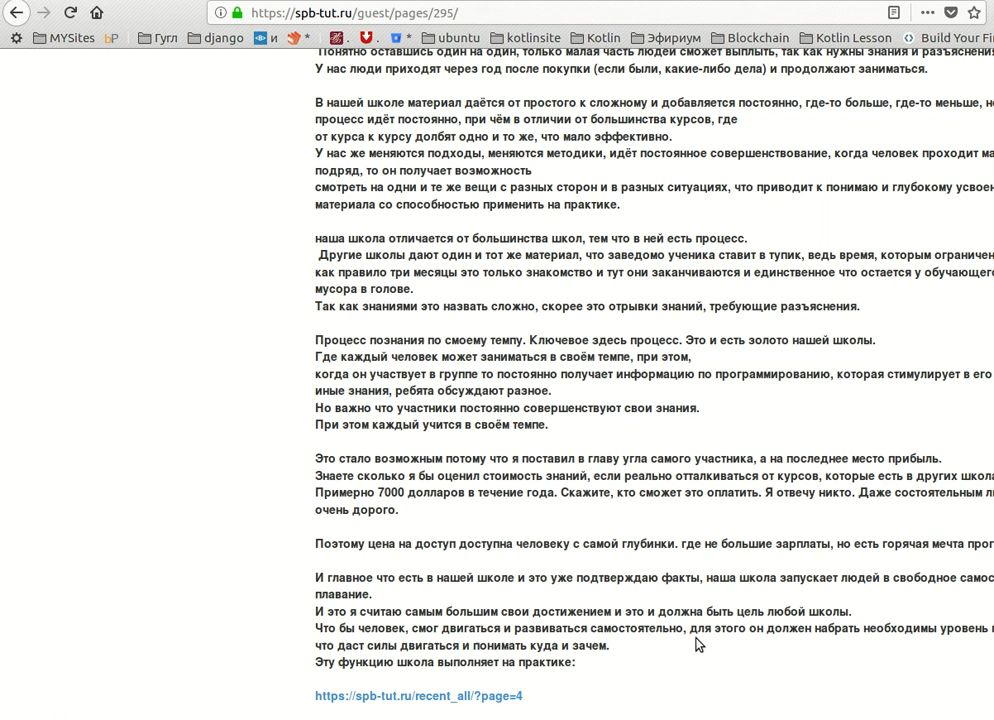 https://spb-tut.ru/guest/pages/295/
MYSites bP Гугл django и * . . * ubuntu kotlinsite Kotlin Эфириум Blockchain Kotlin Lesson Build Your Fi
Понятно оставшись один на один, только малая часть людей сможет выплыть, так как нужны знания и разъяснения
У нас люди приходят через год после покупки (если были, какие-либо дела) и продолжают заниматься.
В нашей школе материал даётся от простого к сложному и добавляется постоянно, где-то больше, где-то меньше, н
процесс идёт постоянно, при чём в отличии от большинства курсов, где
от курса к курсу долбят одно и то же, что мало эффективно.
У нас же меняются подходы, меняются методики, идёт постоянное совершенствование, когда человек проходит ма
подряд, то он получает возможность
смотреть на одни и те же вещи с разных сторон и в разных ситуациях, что приводит к понимаю и глубокому усвоен
материала со способностью применить на практике.
наша школа отличается от большинства школ, тем что в ней есть процесс.
Другие школы дают один и тот же материал, что заведомо ученика ставит в тупик, ведь время, которым ограничен
как правило три месяцы это только знакомство и тут они заканчиваются и единственное что остается у обучающего
мусора в голове.
Так как знаниями это назвать сложно, скорее это отрывки знаний, требующие разъяснения.
Процесс познания по смоему темпу. Ключевое здесь процесс. Это и есть золото нашей школы.
Где каждый человек может заниматься в своём темпе, при этом,
когда он участвует в группе то постоянно получает информацию по программированию, которая стимулирует в его
иные знания, ребята обсуждают разное.
Но важно что участники постоянно совершенствуют свои знания.
При этом каждый учится в своём темпе.
Это стало возможным потому что я поставил в главу угла самого участника, а на последнее место прибыль.
Знаете сколько я бы оценил стоимость знаний, если реально отталкиваться от курсов, которые есть в других школа
Примерно 7000 долларов в течение года. Скажите, кто сможет это оплатить. Я отвечу никто. Даже состоятельным л
очень дорого.
Поэтому цена на доступ доступна человеку с самой глубинки. где не большие зарплаты, но есть горячая мечта прог
И главное что есть в нашей школе и это уже подтверждаю факты, наша школа запускает людей в свободное самос
плавание.
И это я считаю самым большим свои достижением и это и должна быть цель любой школы.
Что бы человек, смог двигаться и развиваться самостоятельно, для этого он должен набрать необходимы уровень
что даст силы двигаться и понимать куда и зачем.
Эту функцию школа выполняет на практике:
https://spb-tut.ru/recent_all/?page=4